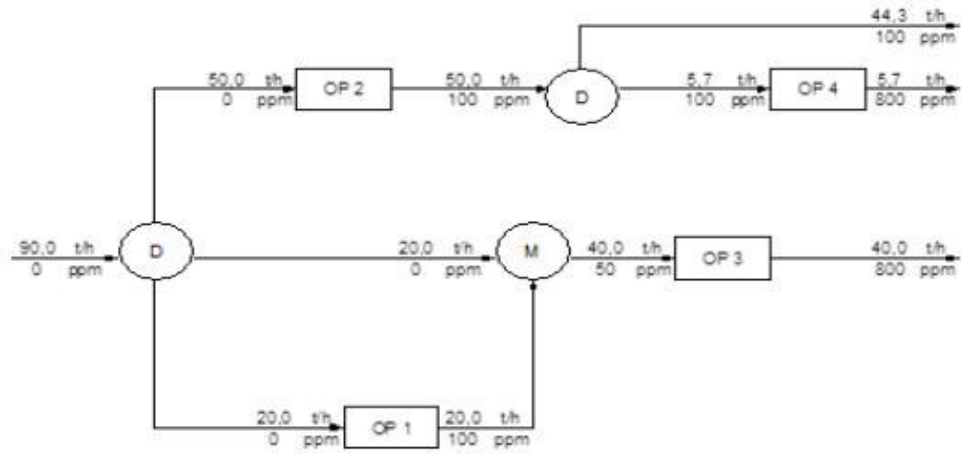 44,3 t/h
100 ppm
50,0 t/h
0 ppm
OP 2
50,0 t/h
100 ppm
D
5,7 t/h
100 ppm
OP 4
5,7 t/h
800 ppm
90,0 t/h
0 ppm
D
20,0 t/h
0 ppm
M
40,0 t/h
50 ppm
OP 3
40,0 t/h
800 ppm
20,0 t/h
0 ppm
OP 1
20,0 t/h
100 ppm